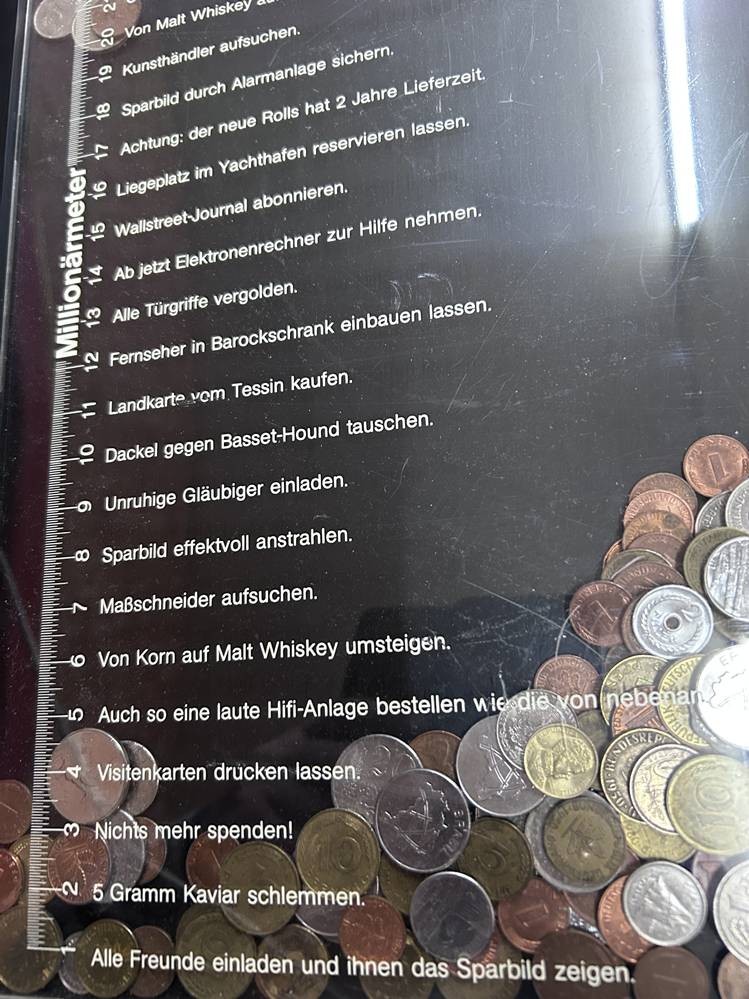 20 Von Malt Whiskey
19 Kunsthändler aufsuchen.
18 Sparbild durch Alarmanlage sichern.
17 Achtung: der neue Rolls hat 2 Jahre Lieferzeit.
16 Liegeplatz im Yachthafen reservieren lassen.
15 Wallstreet-Journal abonnieren.
14 Ab jetzt Elektronenrechner zur Hilfe nehmen.
13 Alle Türgriffe vergolden.
12 Fernseher in Barockschrank einbauen lassen.
11 Landkarte vom Tessin kaufen.
10 Dackel gegen Basset-Hound tauschen.
9 Unruhige Gläubiger einladen.
8 Sparbild effektvoll anstrahlen.
7 Maßschneider aufsuchen.
6 Von Korn auf Malt Whiskey umsteigen.
5 Auch so eine laute Hifi-Anlage bestellen wie die von nebenan
4 Visitenkarten drucken lassen.
3 Nichts mehr spenden!
2 5 Gramm Kaviar schlemmen.
1 Alle Freunde einladen und ihnen das Sparbild zeigen.
Millionärmeter